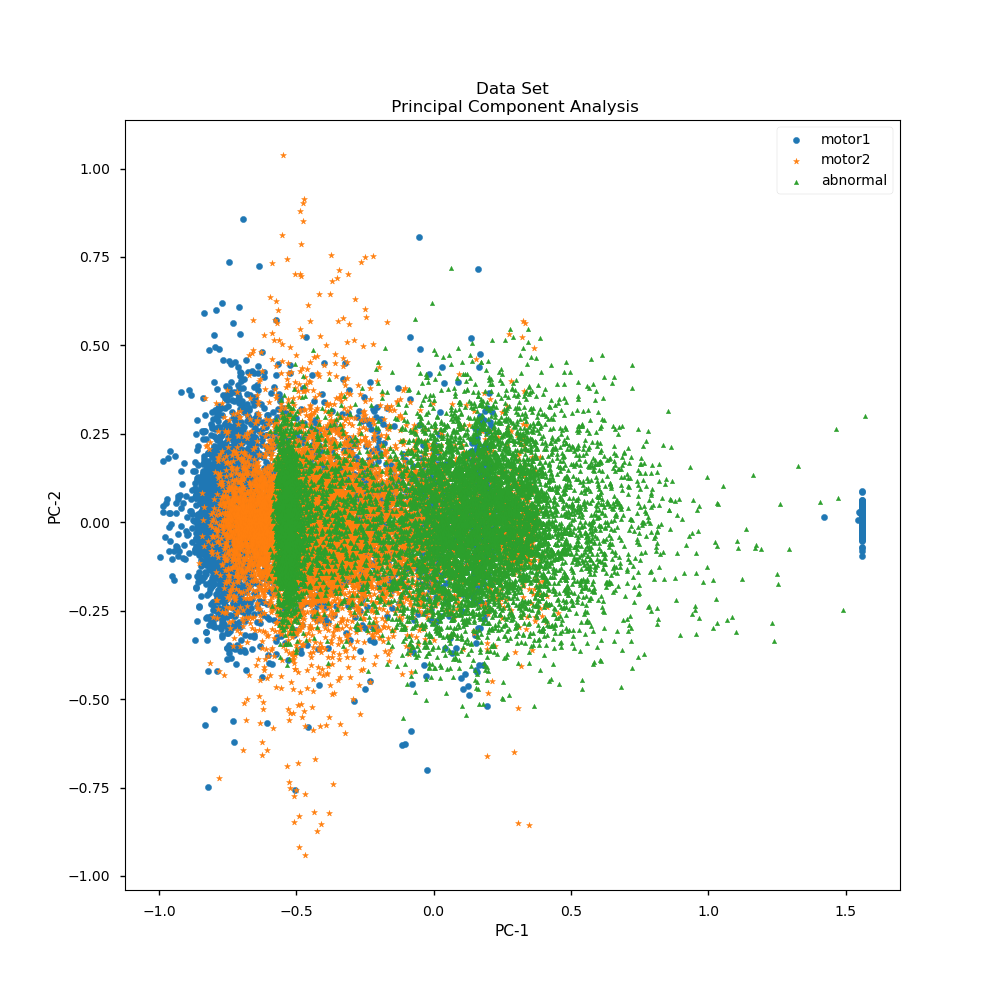 Data Set
Principal Component Analysis
motor1
motor2
abnormal
1.00
0.75
0.50
0.25
0.00
−0.25
−0.50
−0.75
−1.00
PC-2
−1.0
−0.5
0.0
0.5
1.0
1.5
PC-1